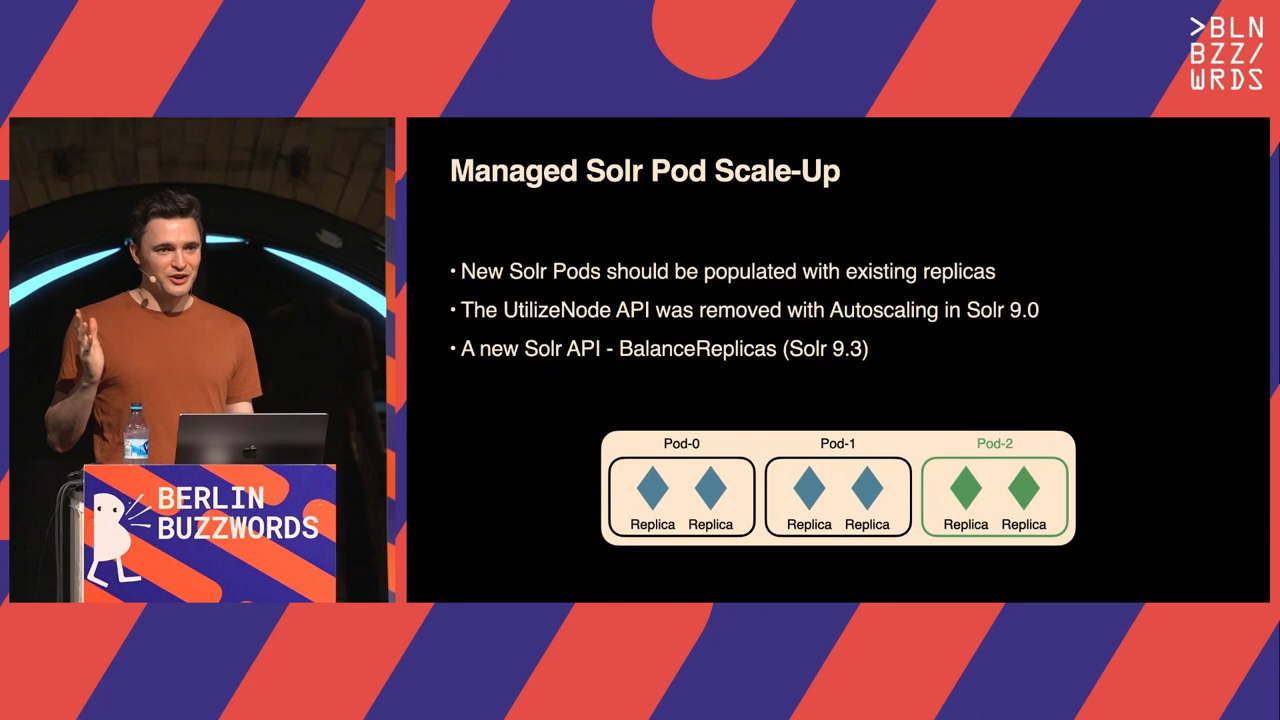 >BLN
BZZ/
WRDS
Managed Solr Pod Scale-Up
• New Solr Pods should be populated with existing replicas
• The UtilizeNode API was removed with Autoscaling in Solr 9.0
• A new Solr API - BalanceReplicas (Solr 9.3)
Pod-0 Pod-1 Pod-2
Replica Replica Replica Replica Replica Replica
BERLIN
BUZZWORDS